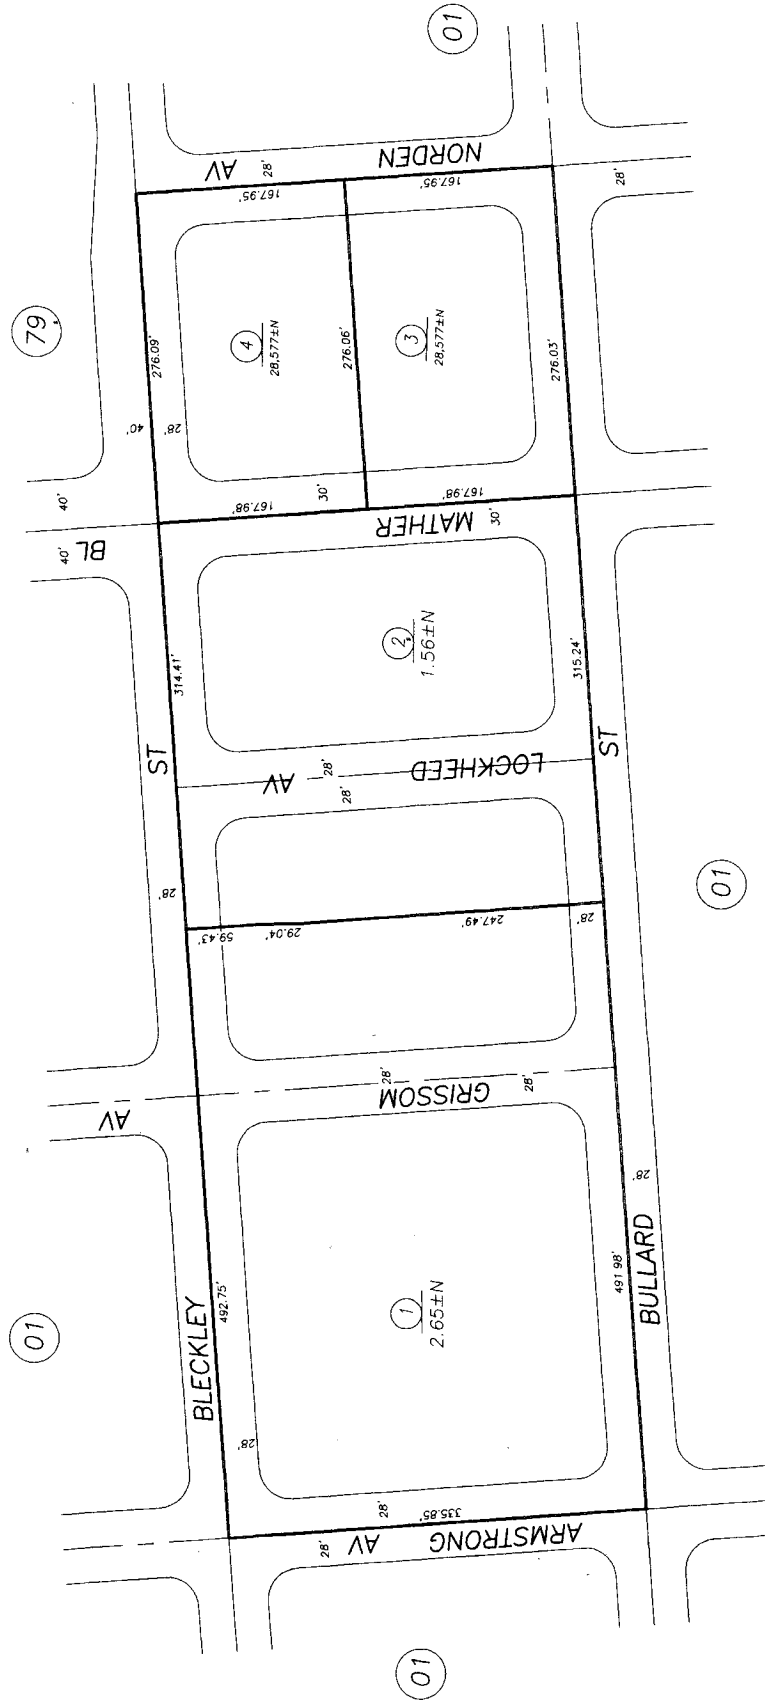 01
NORDEN
AV
28'
28'
167.95'
167.95'
79
276.09'
4
28,577±N
276.06'
3
28,577±N
276.03'
40'
28'
40'
40'
BL
167.98'
30'
167.98'
MATHER
30'
314.41'
2
1.56±N
315.24'
ST
ST
LOCKHEED
AV
28'
28'
28'
59.43'
29.04'
247.49'
28'
01
GRISSOM
AV
28'
28'
28'
BLECKLEY
492.75'
1
2.65±N
491.98'
BULLARD
01
28'
28'
335.85'
ARMSTRONG
AV
28'
01